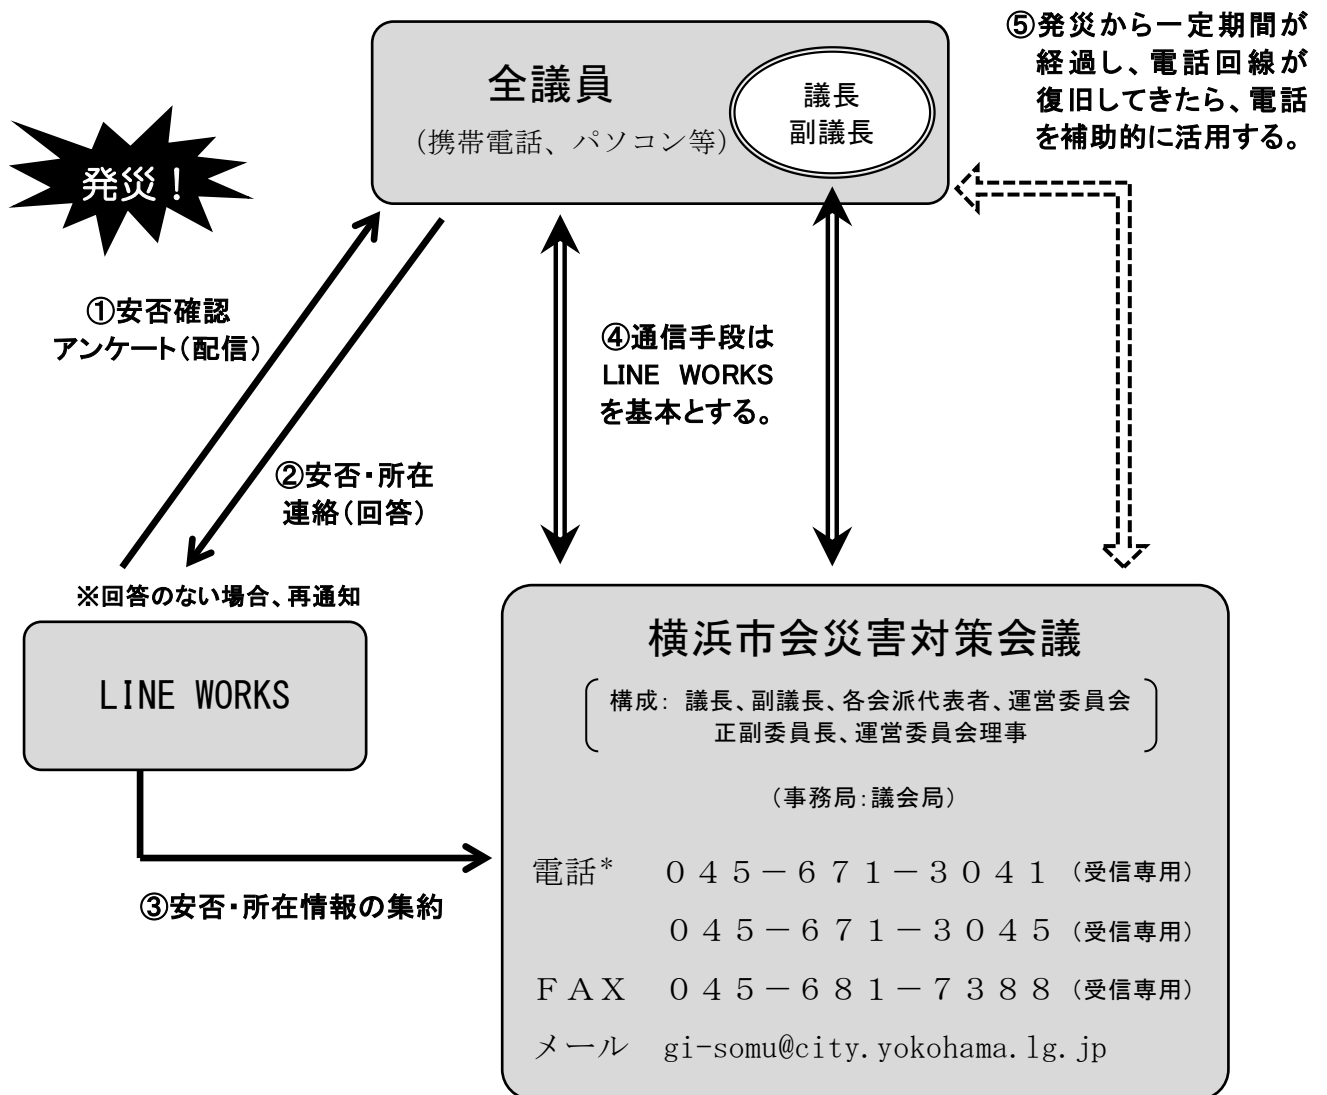 ⑤発災から一定期間が
経過し、電話回線が
復旧してきたら、電話
を補助的に活用する。
全議員
（携帯電話、パソコン等）
議長
副議長
発災！
①安否確認
アンケート（配信）
④通信手段は
LINE WORKS
を基本とする。
②安否・所在
連絡（回答）
※回答のない場合、再通知
LINE WORKS
横浜市会災害対策会議
構成： 議長、副議長、各会派代表者、運営委員会
正副委員長、運営委員会理事
（事務局：議会局）
③安否・所在情報の集約
電話* ０４５－６７１－３０４１（受信専用）
０４５－６７１－３０４５（受信専用）
ＦＡＸ ０４５－６８１－７３８８（受信専用）
メール gi-somu@city.yokohama.lg.jp